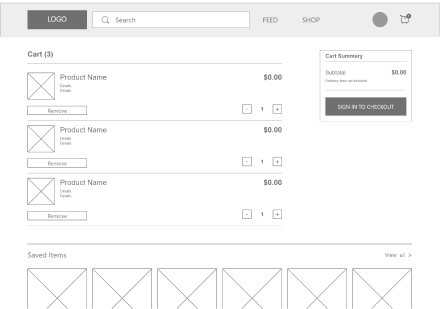 LOGO
Search
FEED
SHOP
Cart (3)
Product Name
$0.00
Details
Details
Remove
- 1 +
Product Name
$0.00
Details
Details
Remove
- 1 +
Product Name
$0.00
Details
Details
Remove
- 1 +
Cart Summary
Subtotal $0.00
Delivery fees not included
SIGN IN TO CHECKOUT
Saved Items
View all >